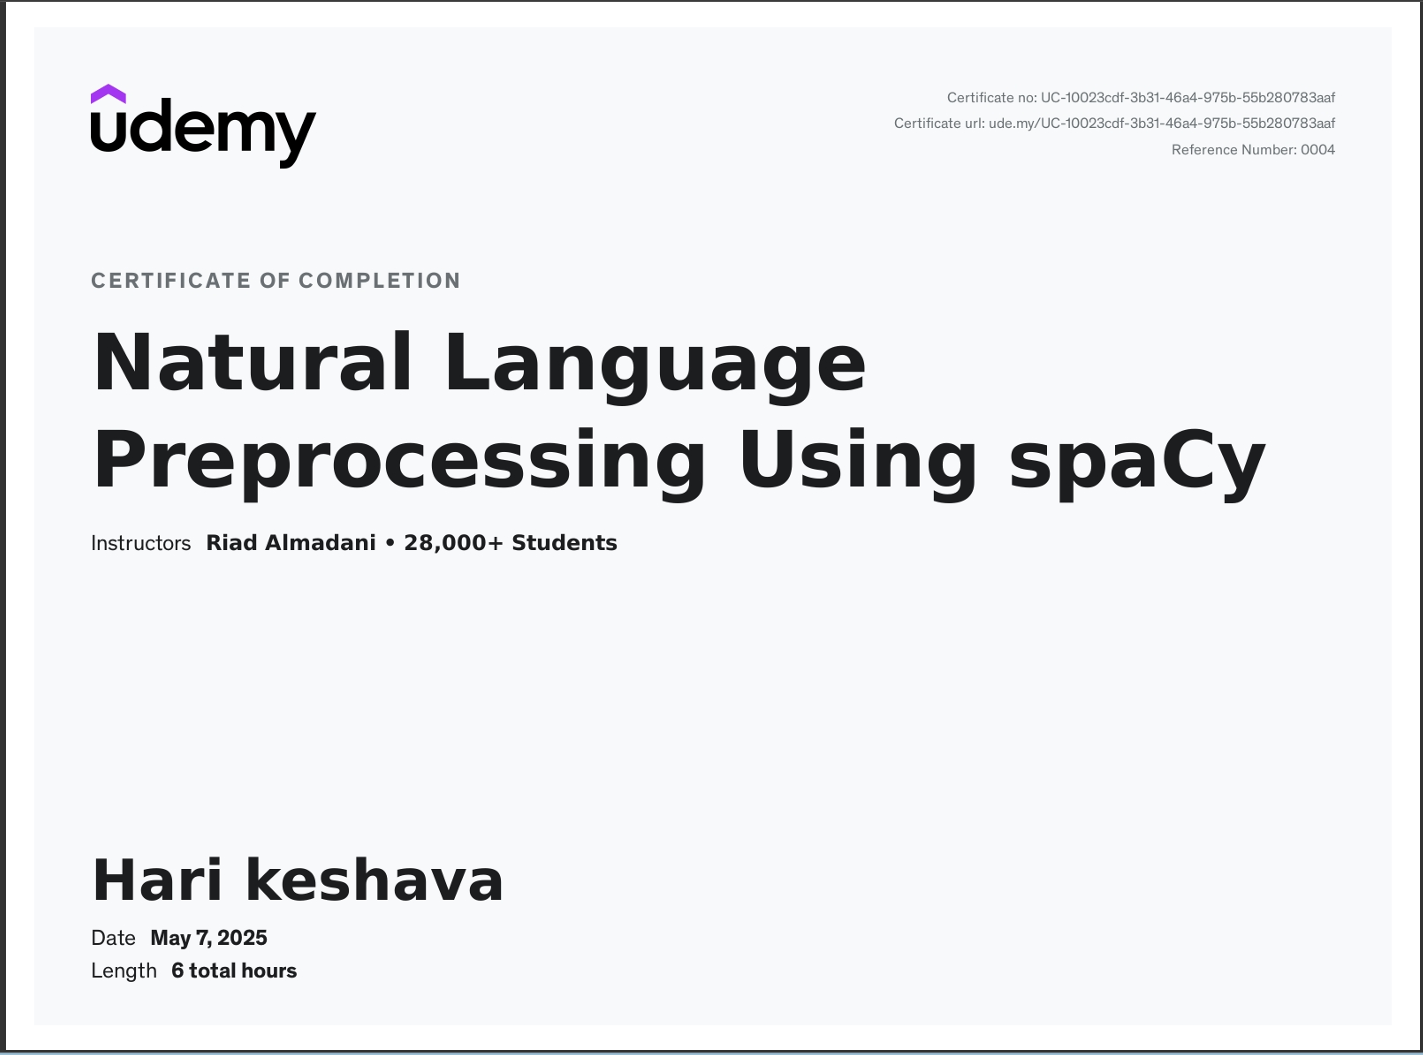 udemy
Certificate no: UC-10023cdf-3b31-46a4-975b-55b280783aaf
Certificate url: ude.my/UC-10023cdf-3b31-46a4-975b-55b280783aaf
Reference Number: 0004
CERTIFICATE OF COMPLETION
Natural Language
Preprocessing Using spaCy
Instructors Riad Almadani • 28,000+ Students
Hari keshava
Date May 7, 2025
Length 6 total hours